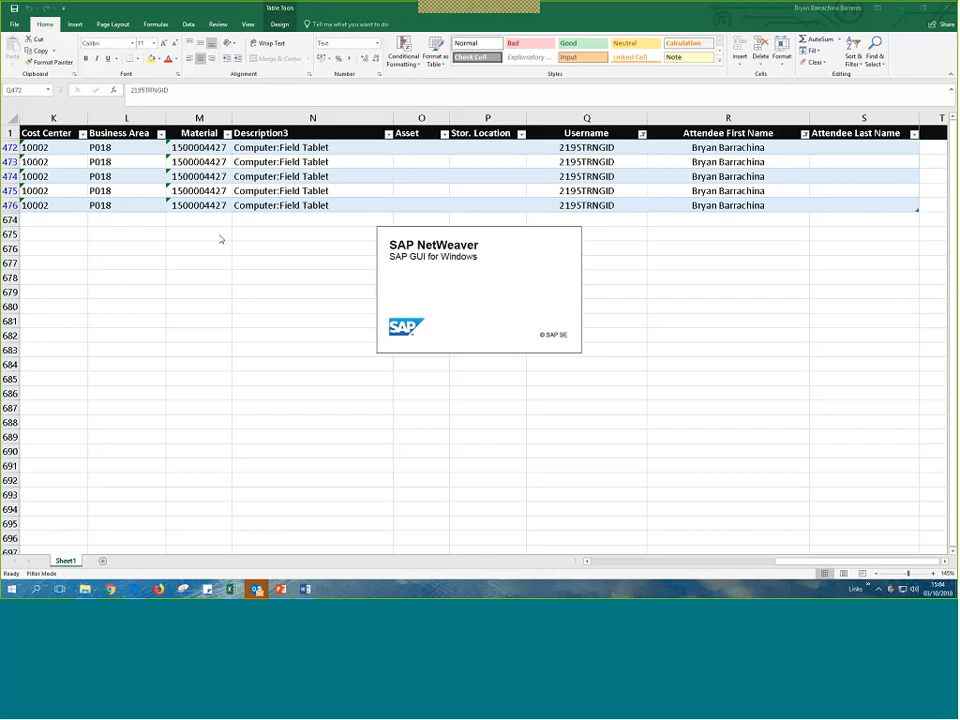 Table Tools
Bryan Barrachina Barrents
File Home Insert Page Layout Formulas Data Review View Design Tell me what you want to do Share
Cut
Copy
Format Painter
Paste
Clipboard
Calibri 11
B I U
Font
Wrap Text
Merge & Center
Alignment
Text
Number
Conditional Formatting
Format as Table
Normal Bad Good Neutral Calculation
Check Cell Exploratory ... Input Linked Cell Note
Styles
Insert Delete Format
Cells
AutoSum
Fill
Clear
Sort & Filter
Find & Select
Editing
Q472 2195TRNGID
K L M N O P Q R S T
1 Cost Center Business Area Material Description3 Asset Stor. Location Username Attendee First Name Attendee Last Name
472 10002 P018 1500004427 Computer:Field Tablet 2195TRNGID Bryan Barrachina
473 10002 P018 1500004427 Computer:Field Tablet 2195TRNGID Bryan Barrachina
474 10002 P018 1500004427 Computer:Field Tablet 2195TRNGID Bryan Barrachina
475 10002 P018 1500004427 Computer:Field Tablet 2195TRNGID Bryan Barrachina
476 10002 P018 1500004427 Computer:Field Tablet 2195TRNGID Bryan Barrachina
674
675
676
677
678
679
680
681
682
683
684
685
686
687
688
689
690
691
692
693
694
695
696
697
SAP NetWeaver
SAP GUI for Windows
SAP
© SAP SE
Sheet1
Ready Filter Mode
145%
Links
15:04
03/10/2018